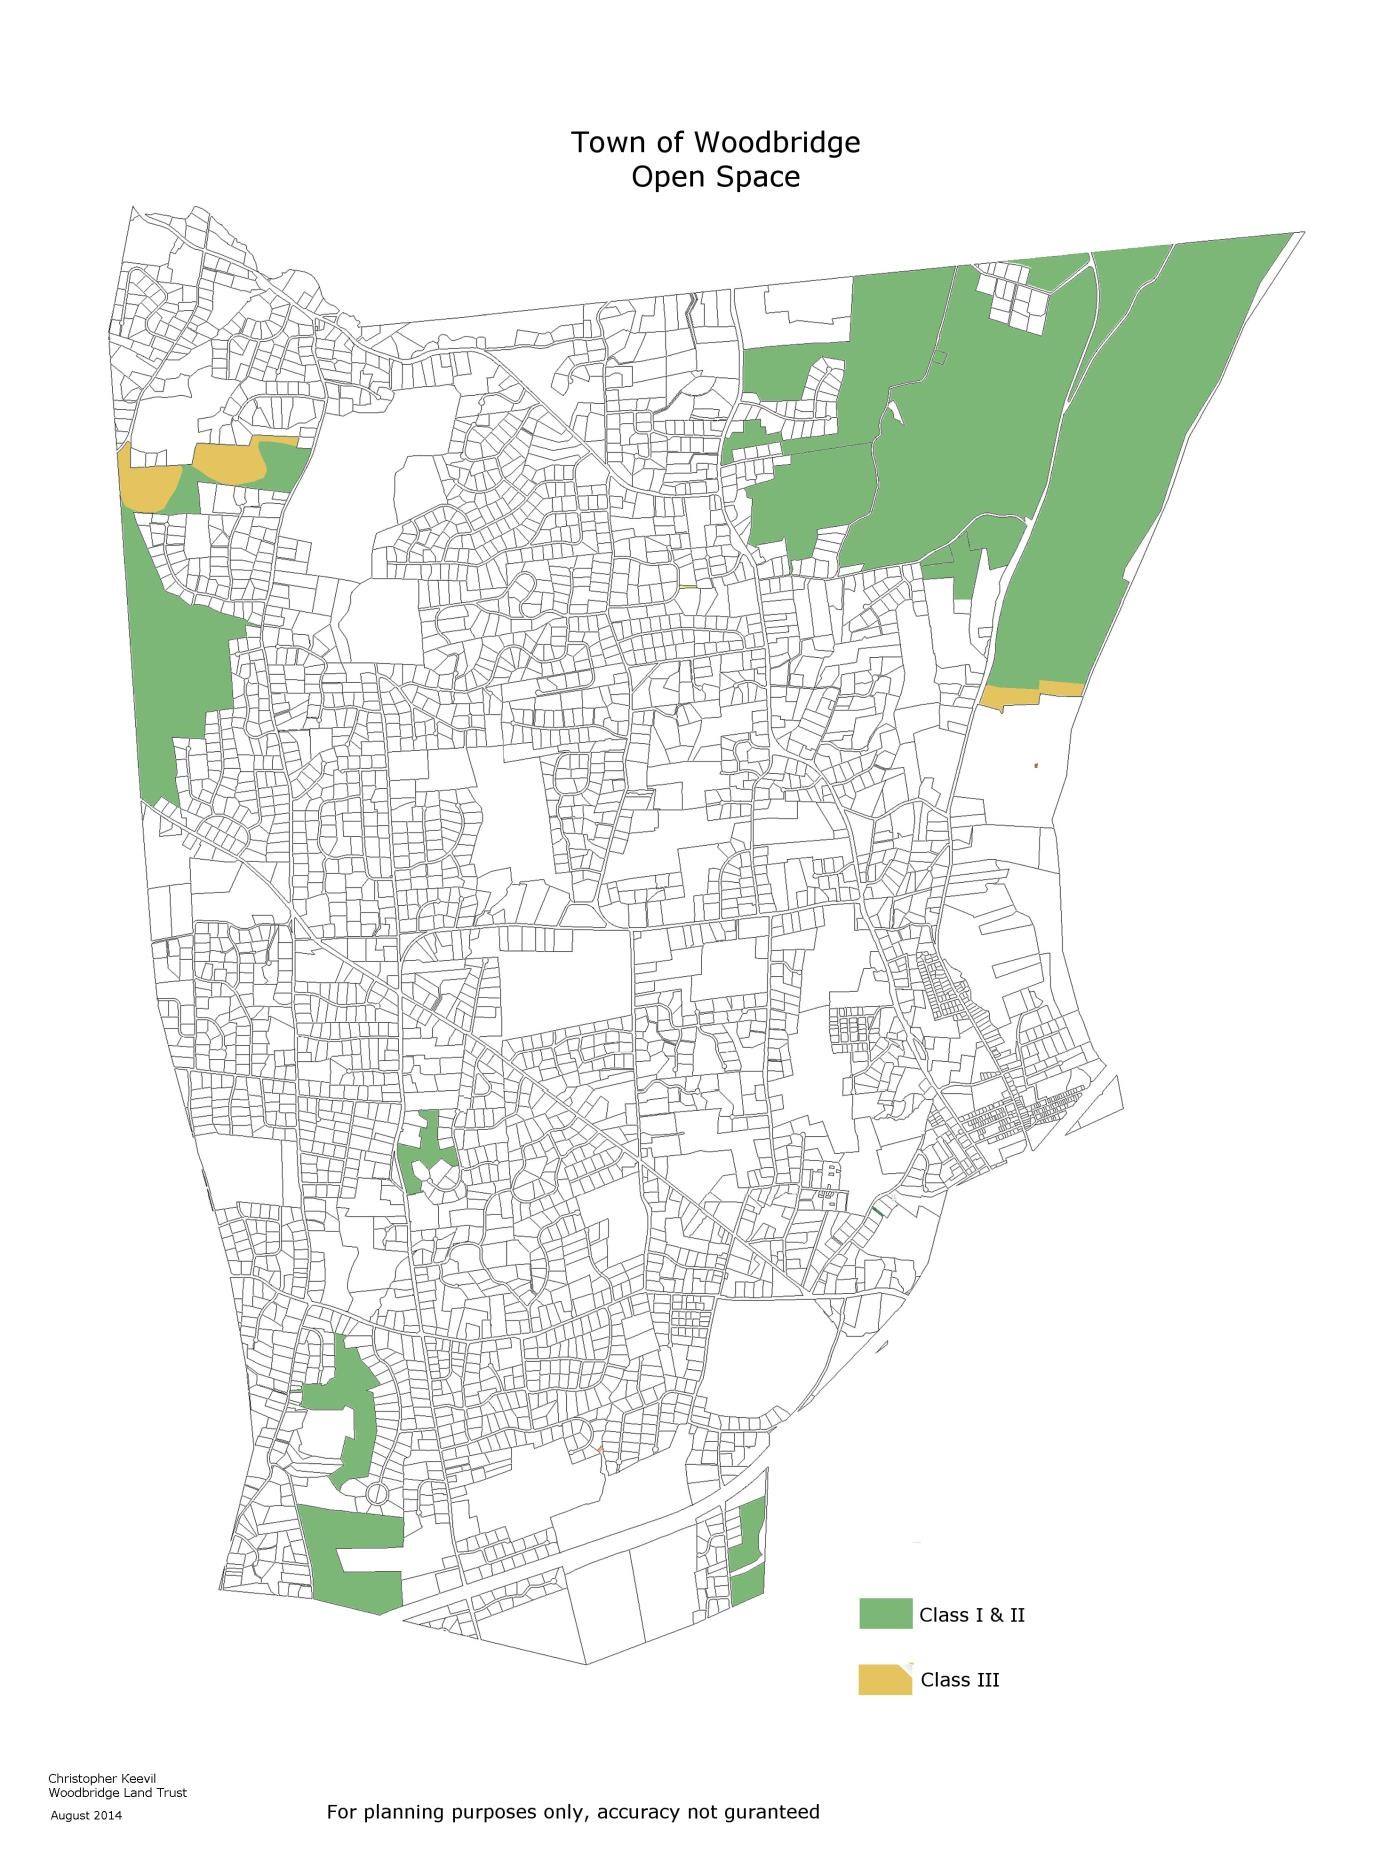 Town of Woodbridge
Open Space
Class I & II
Class III
Christopher Keevil
Woodbridge Land Trust
August 2014
For planning purposes only, accuracy not guranteed